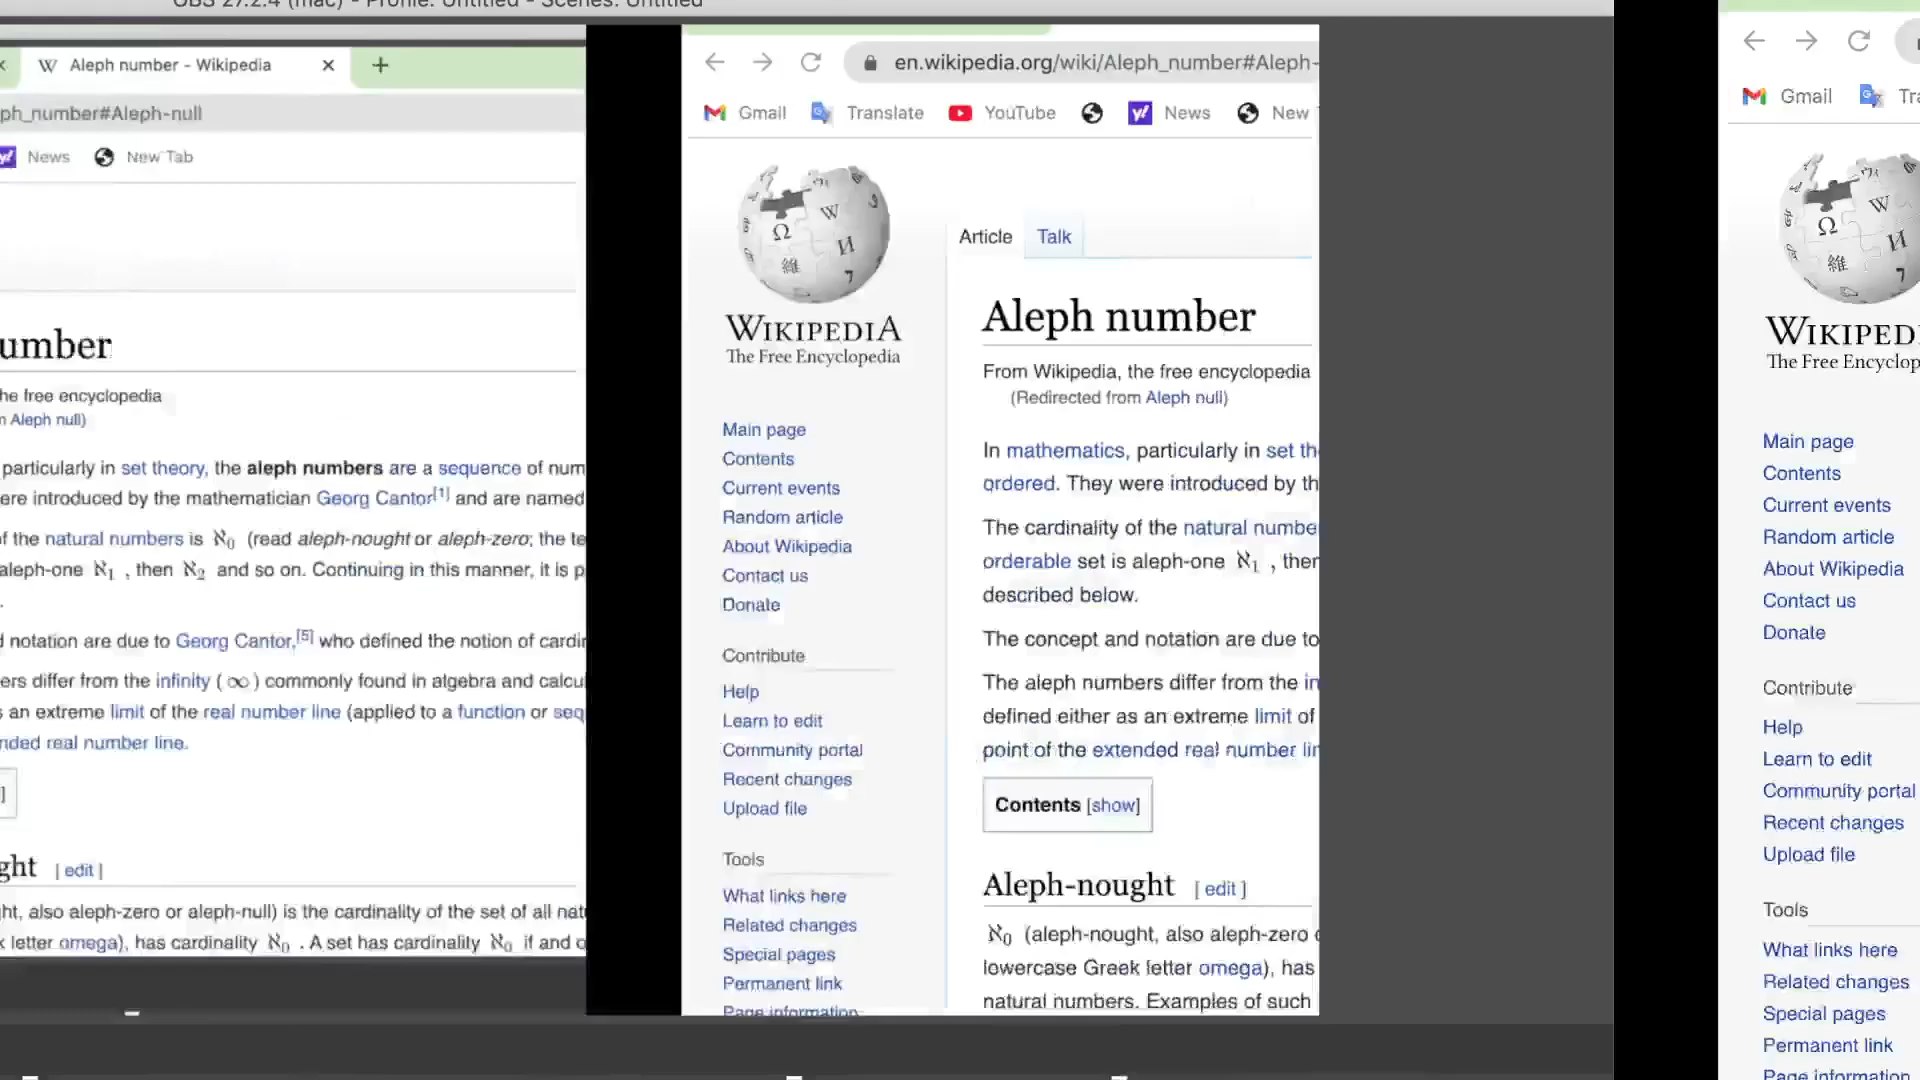 OBS 27.2.4 (mac) - Profile: Untitled - Scenes: Untitled
Aleph number - Wikipedia
ph_number#Aleph-null
News New Tab
umber
he free encyclopedia
Aleph null)
particularly in set theory, the aleph numbers are a sequence of num
ere introduced by the mathematician Georg Cantor[1] and are named
f the natural numbers is ℵ0 (read aleph-nought or aleph-zero; the te
aleph-one ℵ1 , then ℵ2 and so on. Continuing in this manner, it is p
.
d notation are due to Georg Cantor,[5] who defined the notion of cardin
ers differ from the infinity (∞) commonly found in algebra and calcu
s an extreme limit of the real number line (applied to a function or seq
nded real number line.
]
ght [ edit ]
ht, also aleph-zero or aleph-null) is the cardinality of the set of all nat
k letter omega), has cardinality ℵ0 . A set has cardinality ℵ0 if and o
en.wikipedia.org/wiki/Aleph_number#Aleph-
Gmail Translate YouTube News New
WIKIPEDIA
The Free Encyclopedia
Main page
Contents
Current events
Random article
About Wikipedia
Contact us
Donate
Contribute
Help
Learn to edit
Community portal
Recent changes
Upload file
Tools
What links here
Related changes
Special pages
Permanent link
Page information
Article Talk
Aleph number
From Wikipedia, the free encyclopedia
(Redirected from Aleph null)
In mathematics, particularly in set th
ordered. They were introduced by th
The cardinality of the natural numbe
orderable set is aleph-one ℵ1 , then
described below.
The concept and notation are due to
The aleph numbers differ from the in
defined either as an extreme limit of
point of the extended real number lin
Contents [show]
Aleph-nought [ edit ]
ℵ0 (aleph-nought, also aleph-zero o
lowercase Greek letter omega), has
natural numbers. Examples of such
Gmail Tra
WIKIPED
The Free Encyclop
Main page
Contents
Current events
Random article
About Wikipedia
Contact us
Donate
Contribute
Help
Learn to edit
Community portal
Recent changes
Upload file
Tools
What links here
Related changes
Special pages
Permanent link
Page information